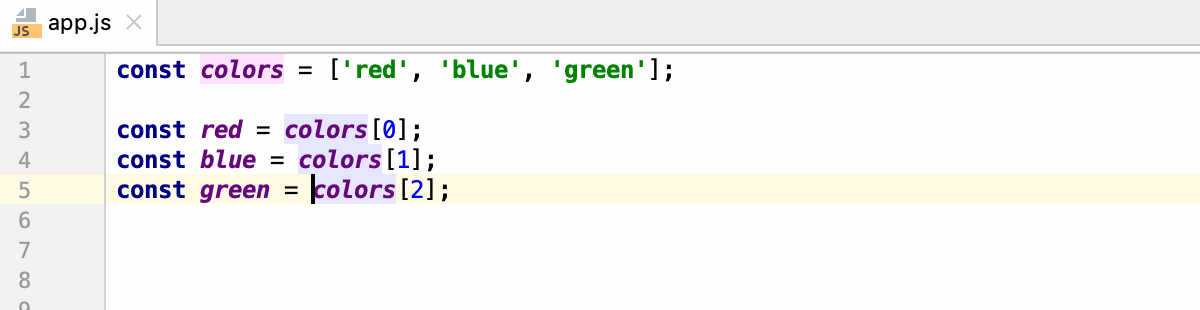 JS app.js
1 const colors = ['red', 'blue', 'green'];
2
3 const red = colors[0];
4 const blue = colors[1];
5 const green = colors[2];
6
7
8
9